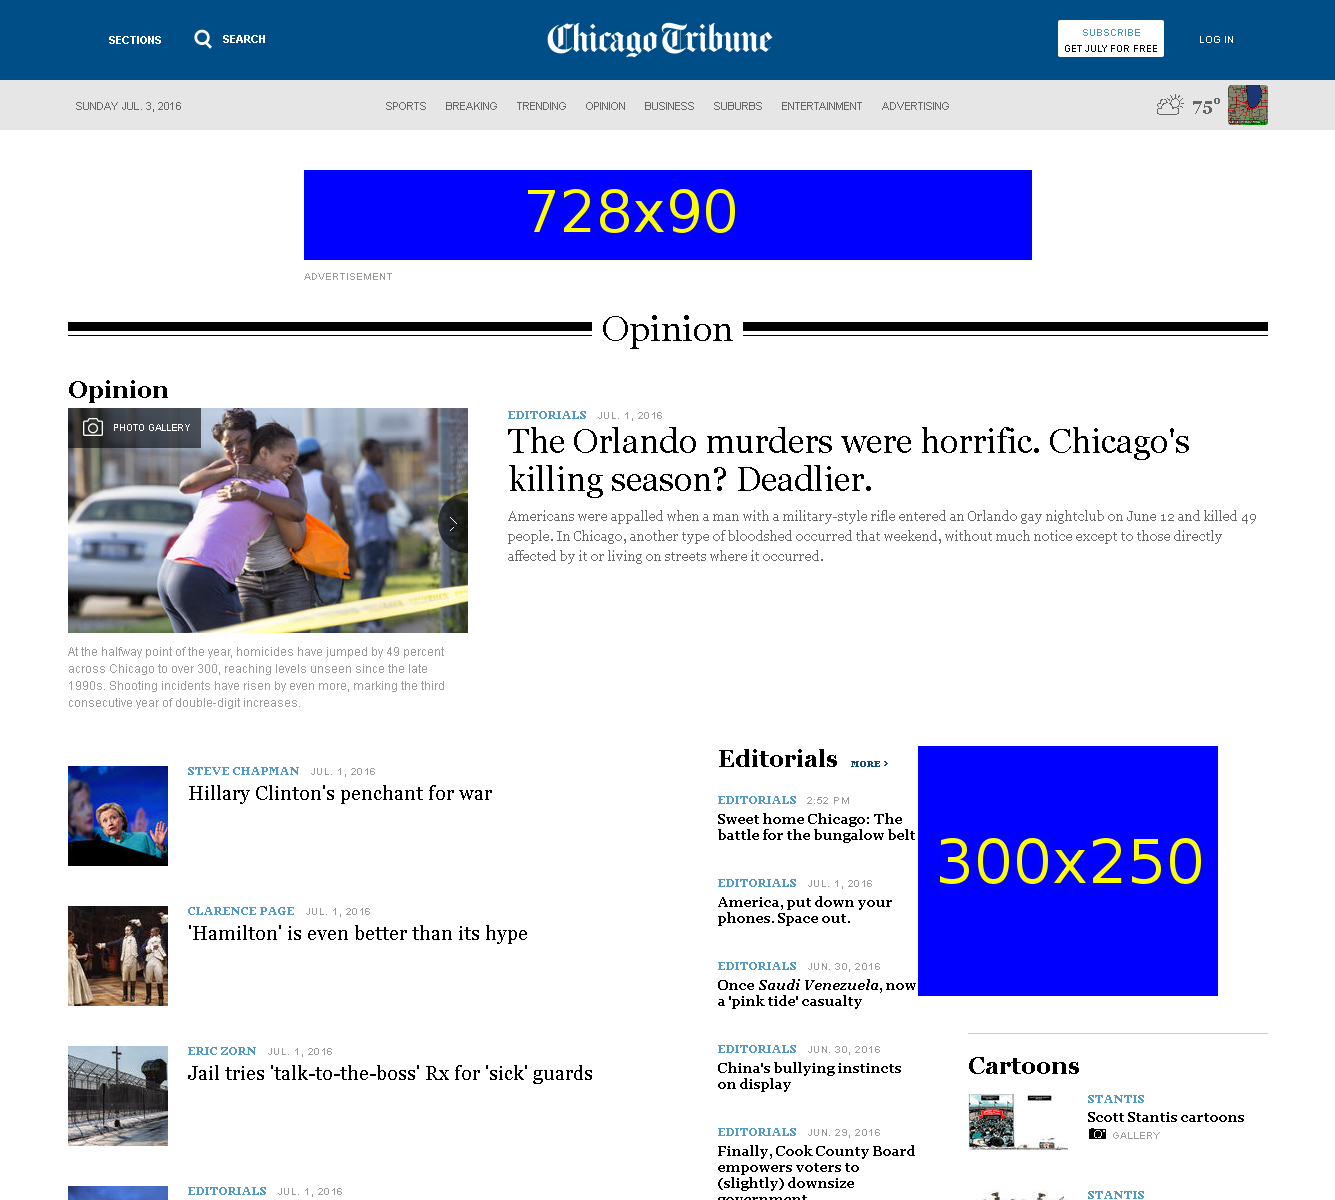 SECTIONS
SEARCH
Chicago Tribune
SUBSCRIBE
GET JULY FOR FREE
LOG IN
SUNDAY JUL. 3, 2016
SPORTS BREAKING TRENDING OPINION BUSINESS SUBURBS ENTERTAINMENT ADVERTISING
75°
728x90
ADVERTISEMENT
Opinion
Opinion
PHOTO GALLERY
At the halfway point of the year, homicides have jumped by 49 percent
across Chicago to over 300, reaching levels unseen since the late
1990s. Shooting incidents have risen by even more, marking the third
consecutive year of double-digit increases.
EDITORIALS JUL. 1, 2016
The Orlando murders were horrific. Chicago's
killing season? Deadlier.
Americans were appalled when a man with a military-style rifle entered an Orlando gay nightclub on June 12 and killed 49
people. In Chicago, another type of bloodshed occurred that weekend, without much notice except to those directly
affected by it or living on streets where it occurred.
STEVE CHAPMAN JUL. 1, 2016
Hillary Clinton's penchant for war
CLARENCE PAGE JUL. 1, 2016
'Hamilton' is even better than its hype
ERIC ZORN JUL. 1, 2016
Jail tries 'talk-to-the-boss' Rx for 'sick' guards
EDITORIALS JUL. 1, 2016
Editorials MORE >
EDITORIALS 2:52 PM
Sweet home Chicago: The
battle for the bungalow belt
EDITORIALS JUL. 1, 2016
America, put down your
phones. Space out.
EDITORIALS JUN. 30, 2016
Once Saudi Venezuela, now
a 'pink tide' casualty
EDITORIALS JUN. 30, 2016
China's bullying instincts
on display
EDITORIALS JUN. 29, 2016
Finally, Cook County Board
empowers voters to
(slightly) downsize
government
300x250
Cartoons
STANTIS
Scott Stantis cartoons
GALLERY
STANTIS